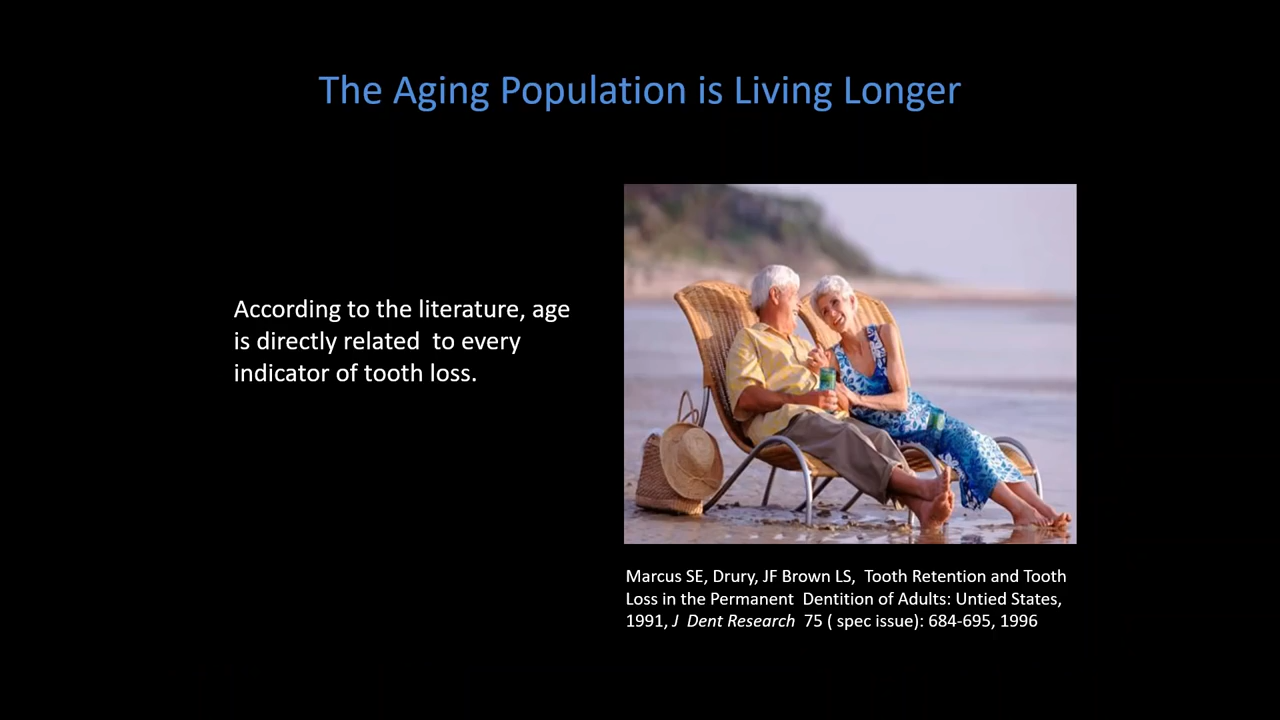 The Aging Population is Living Longer
According to the literature, age
is directly related  to every
indicator of tooth loss.
Marcus SE, Drury, JF Brown LS,  Tooth Retention and Tooth
Loss in the Permanent  Dentition of Adults: Untied States,
1991, J  Dent Research  75 ( spec issue): 684-695, 1996